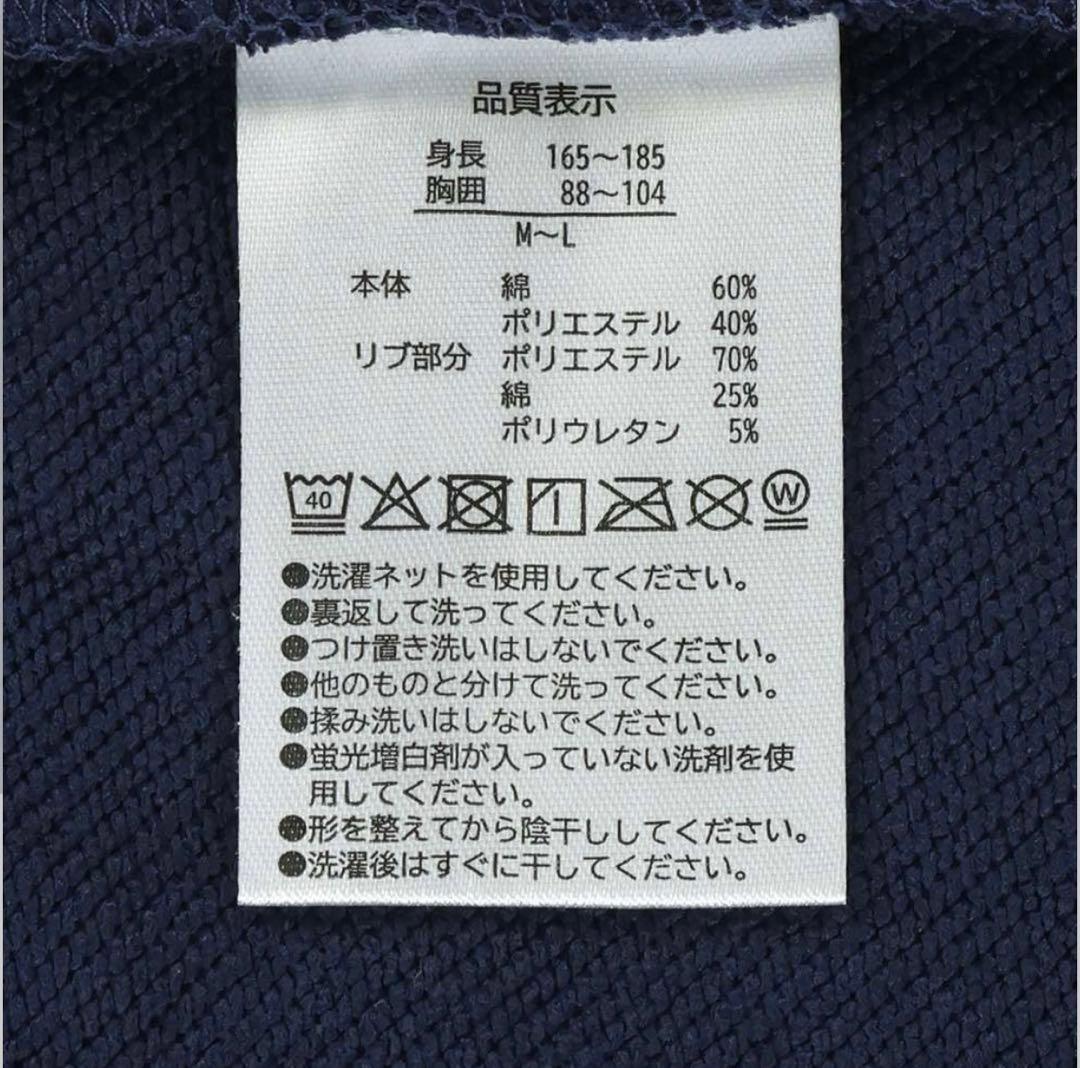 品質表示
身長 165～185
胸囲 88～104
M～L
本体 綿 60%
ポリエステル 40%
リブ部分 ポリエステル 70%
綿 25%
ポリウレタン 5%
40 W
●洗濯ネットを使用してください。
●裏返して洗ってください。
●つけ置き洗いはしないでください。
●他のものと分けて洗ってください。
●揉み洗いはしないでください。
●蛍光増白剤が入っていない洗剤を使
用してください。
●形を整えてから陰干ししてください。
●洗濯後はすぐに干してください。